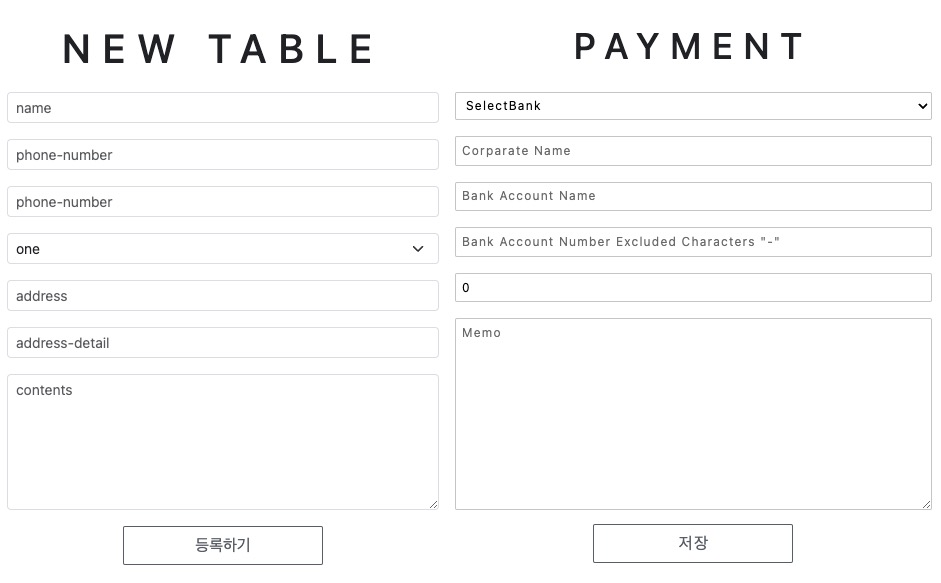 NEW TABLE
name
phone-number
phone-number
one
address
address-detail
contents
등록하기
PAYMENT
SelectBank
Corparate Name
Bank Account Name
Bank Account Number Excluded Characters "-"
0
Memo
저장